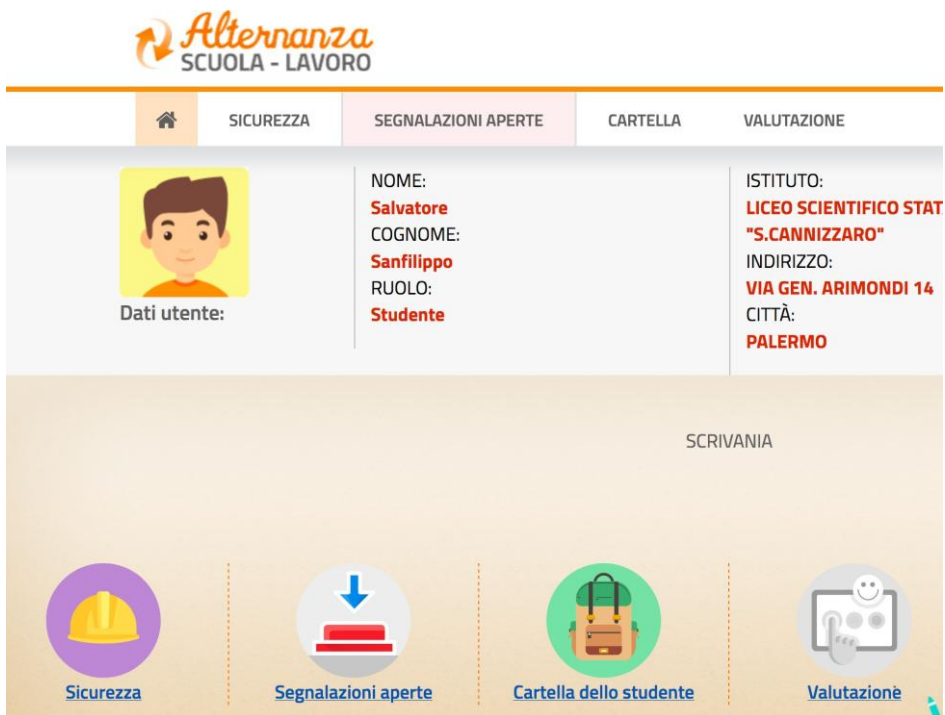 Alternanza
SCUOLA - LAVORO
SICUREZZA SEGNALAZIONI APERTE CARTELLA VALUTAZIONE
Dati utente:
NOME:
Salvatore
COGNOME:
Sanfilippo
RUOLO:
Studente
ISTITUTO:
LICEO SCIENTIFICO STAT
"S.CANNIZZARO"
INDIRIZZO:
VIA GEN. ARIMONDI 14
CITTÀ:
PALERMO
SCRIVANIA
Sicurezza Segnalazioni aperte Cartella dello studente Valutazione